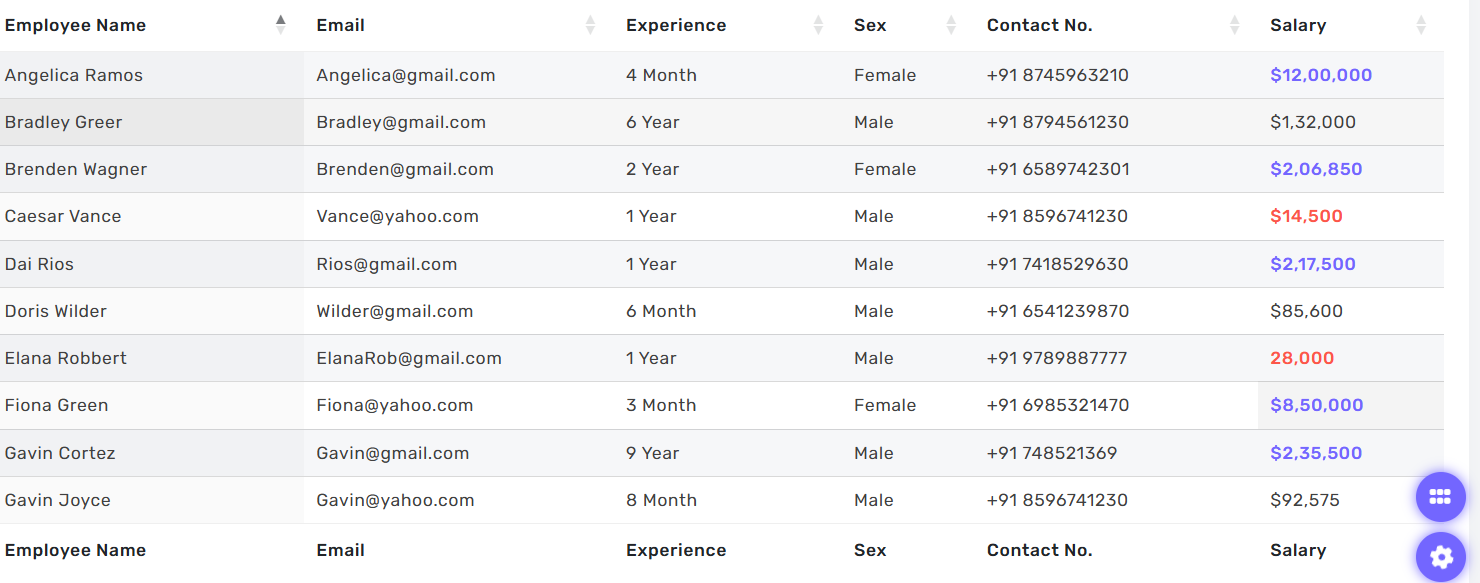 Employee Name Email Experience Sex Contact No. Salary
Angelica Ramos Angelica@gmail.com 4 Month Female +91 8745963210 $12,00,000
Bradley Greer Bradley@gmail.com 6 Year Male +91 8794561230 $1,32,000
Brenden Wagner Brenden@gmail.com 2 Year Female +91 6589742301 $2,06,850
Caesar Vance Vance@yahoo.com 1 Year Male +91 8596741230 $14,500
Dai Rios Rios@gmail.com 1 Year Male +91 7418529630 $2,17,500
Doris Wilder Wilder@gmail.com 6 Month Male +91 6541239870 $85,600
Elana Robbert ElanaRob@gmail.com 1 Year Male +91 9789887777 28,000
Fiona Green Fiona@yahoo.com 3 Month Female +91 6985321470 $8,50,000
Gavin Cortez Gavin@gmail.com 9 Year Male +91 748521369 $2,35,500
Gavin Joyce Gavin@yahoo.com 8 Month Male +91 8596741230 $92,575
Employee Name Email Experience Sex Contact No. Salary